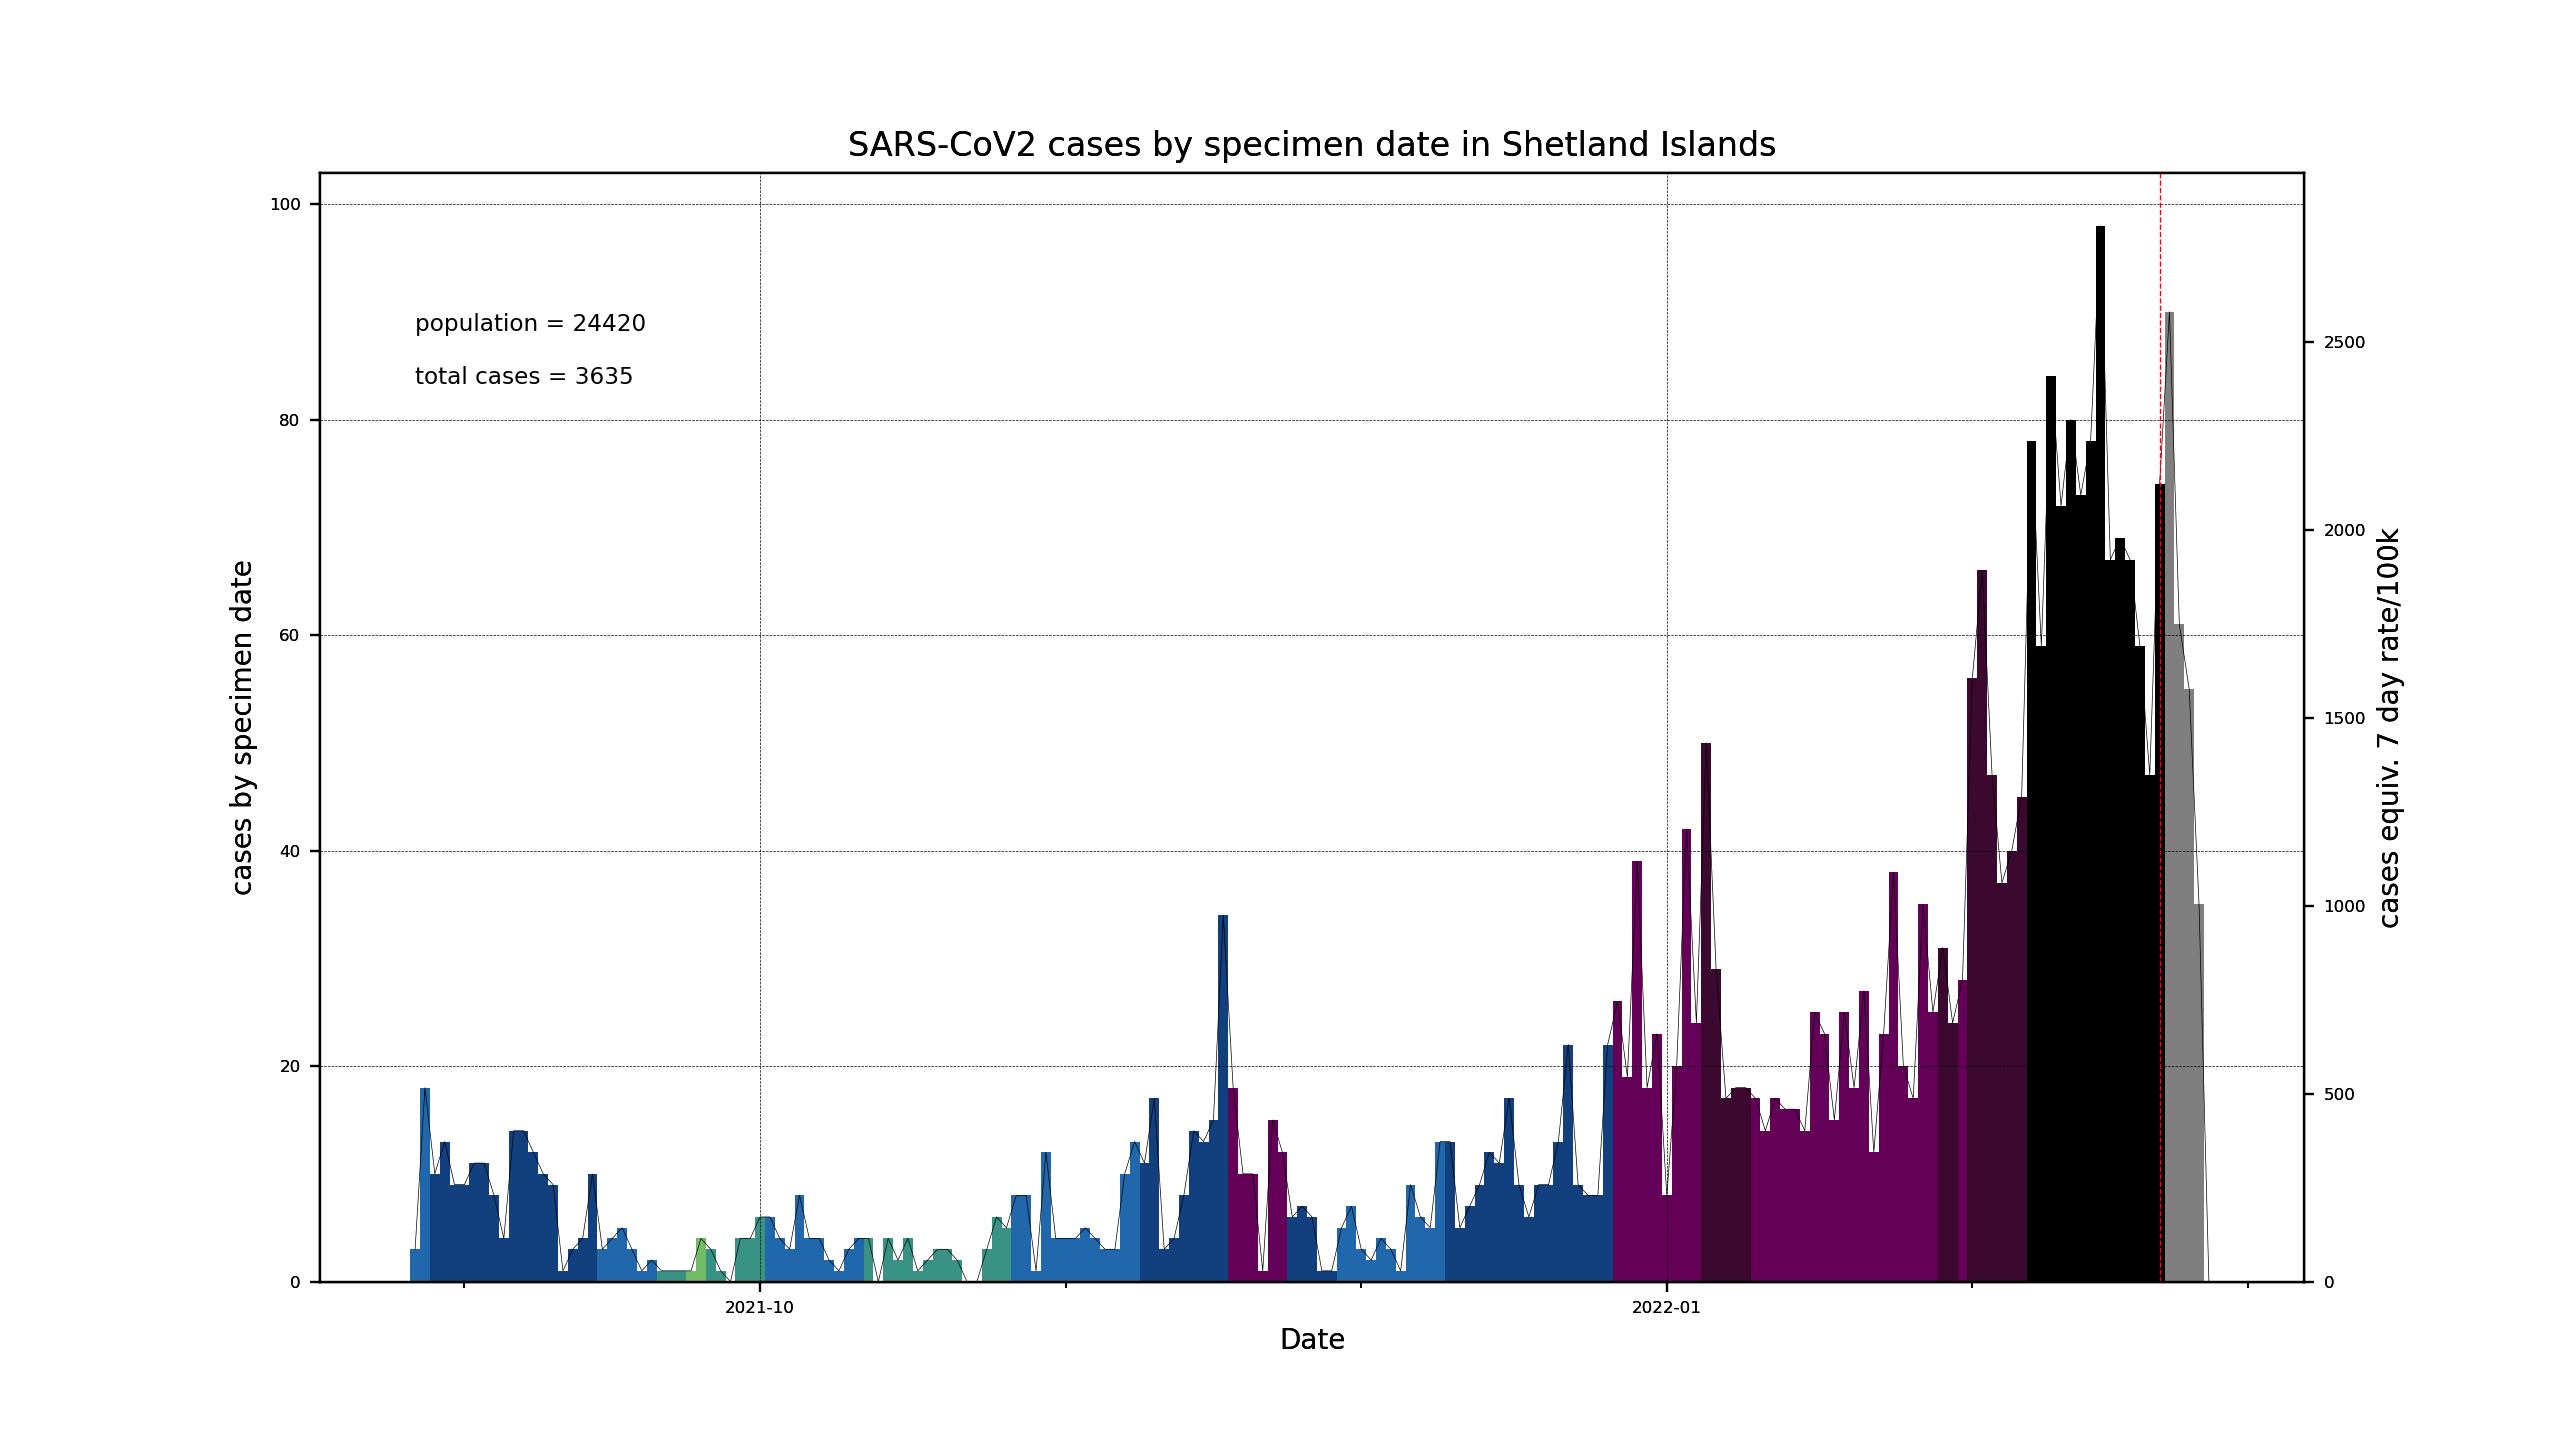 SARS-CoV2 cases by specimen date in Shetland Islands
population = 24420
total cases = 3635
cases by specimen date
100
80
60
40
20
0
cases equiv. 7 day rate/100k
2500
2000
1500
1000
500
0
2021-10
2022-01
Date